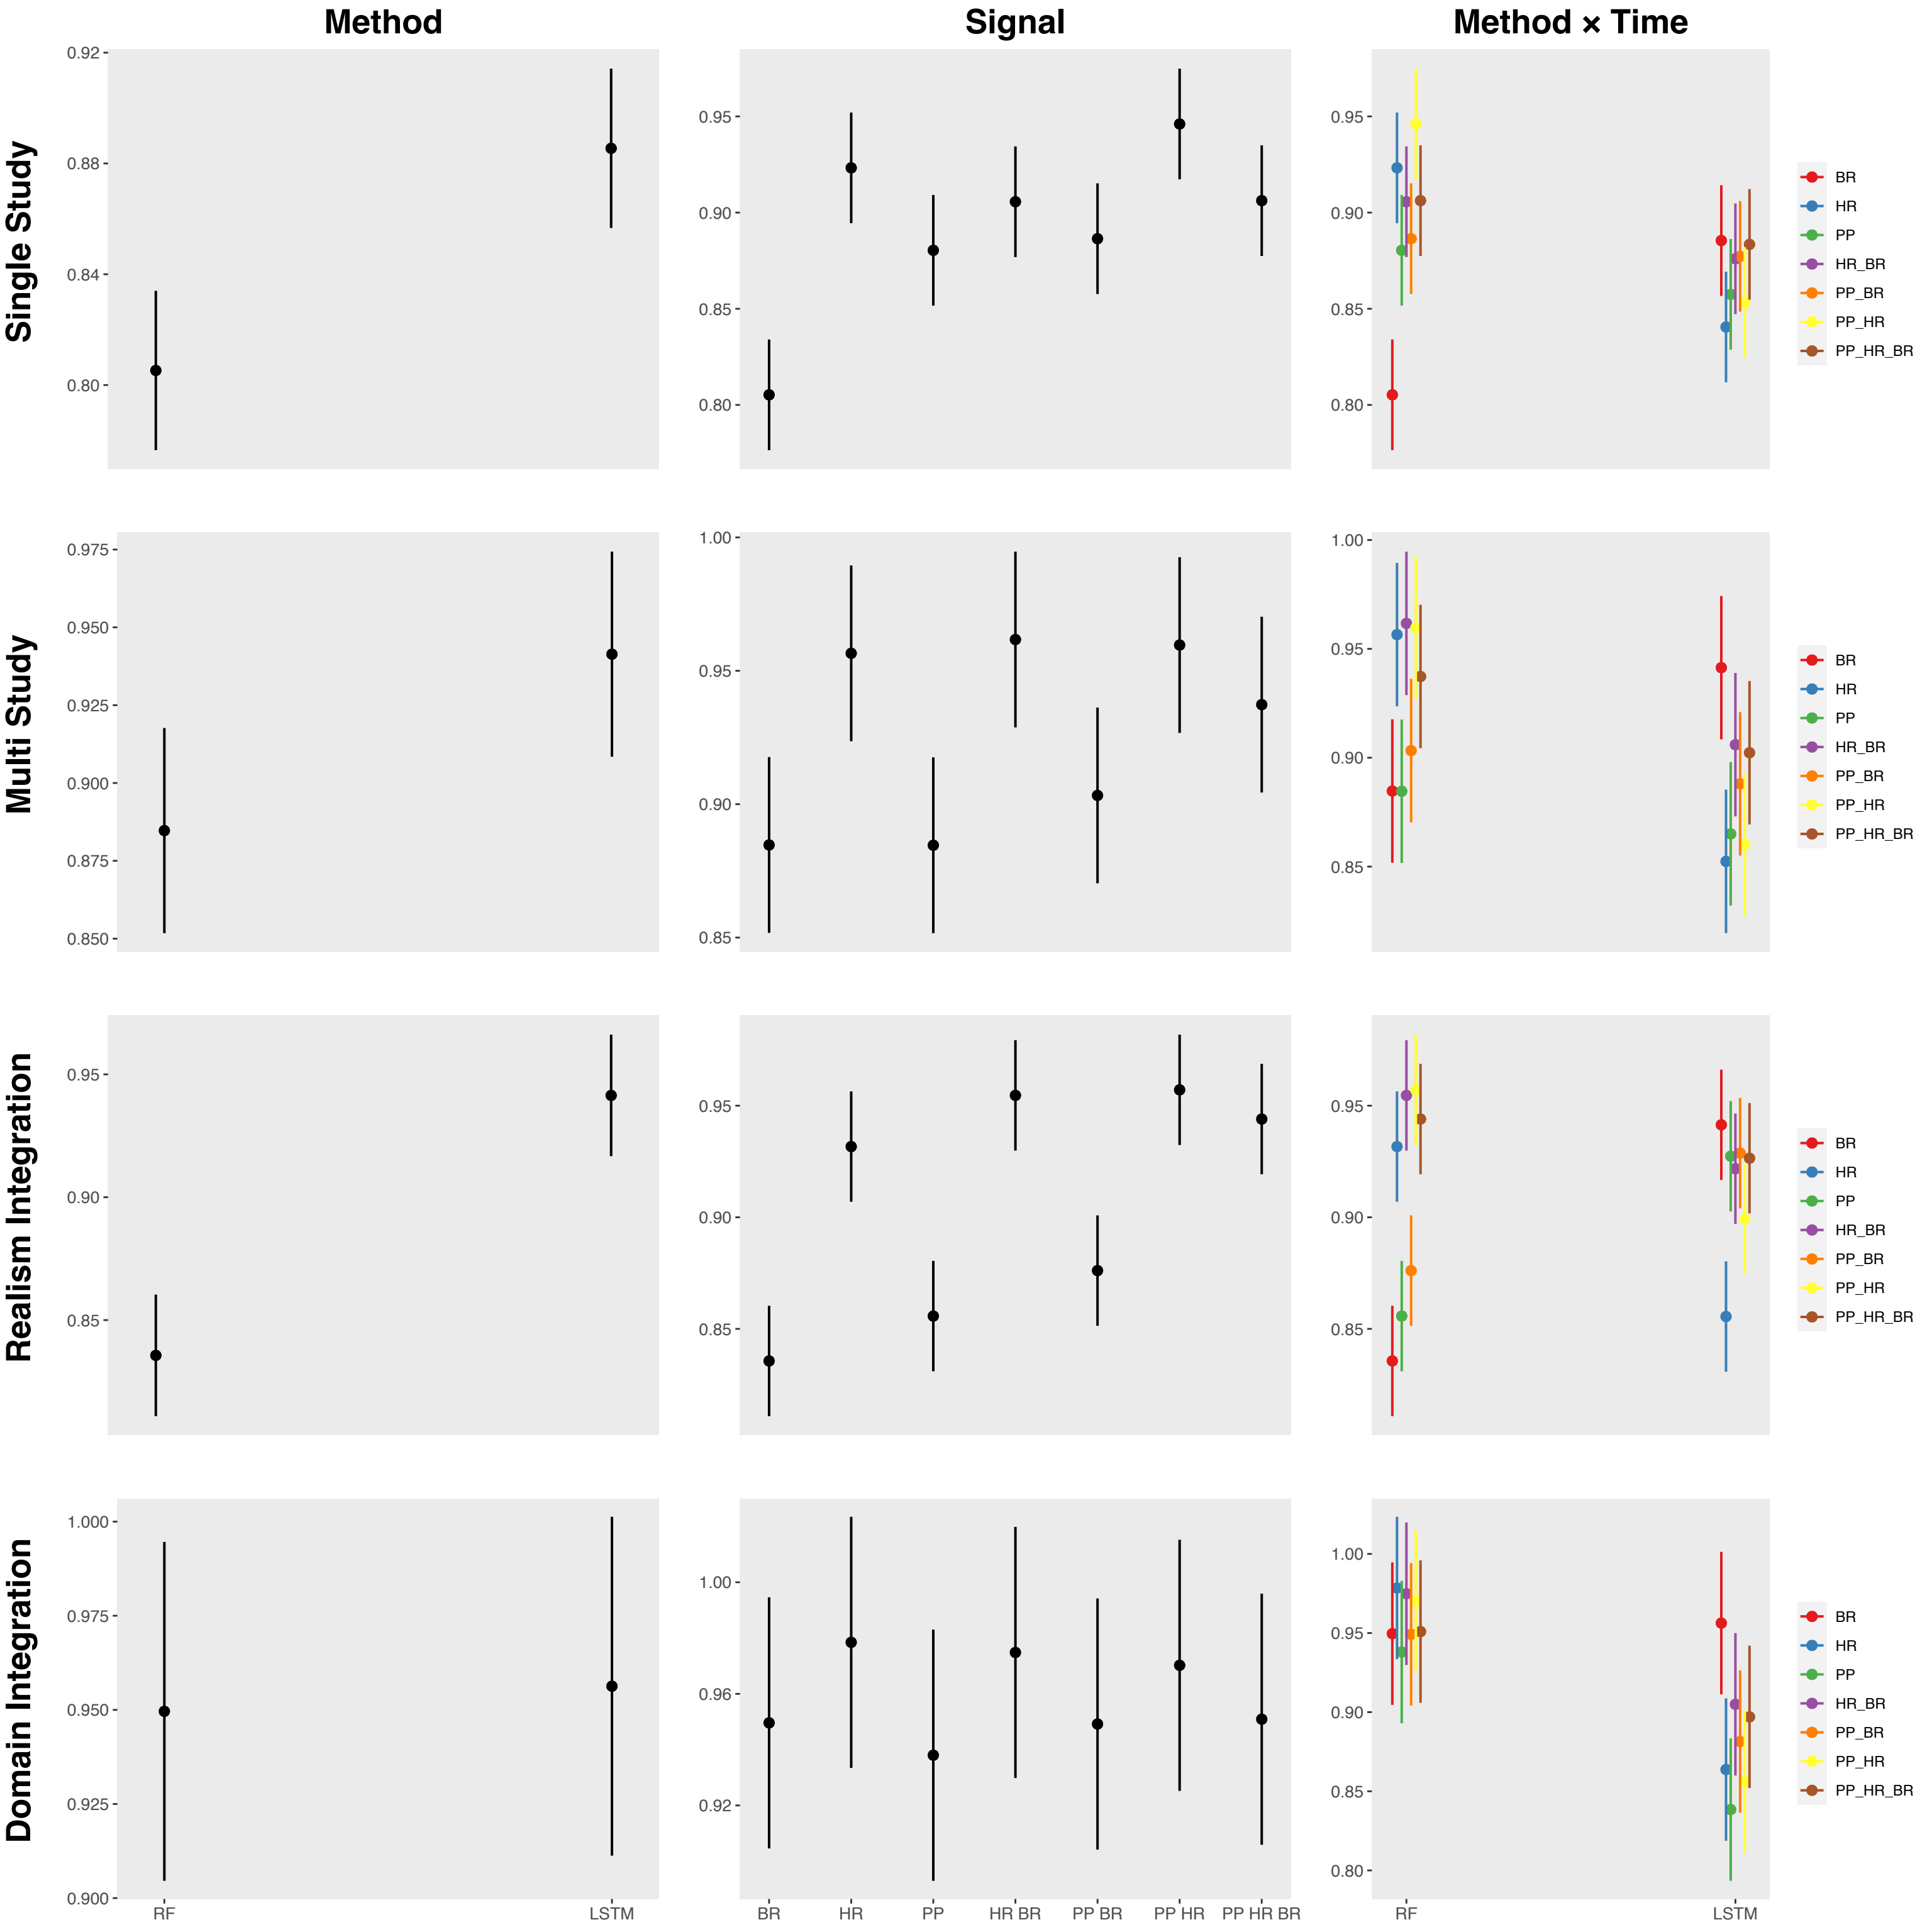 Method
Signal
Method × Time
Single Study
0.92
0.88
0.84
0.80
0.95
0.90
0.85
0.80
0.95
0.90
0.85
0.80
BR
HR
PP
HR_BR
PP_BR
PP_HR
PP_HR_BR
Multi Study
0.975
0.950
0.925
0.900
0.875
0.850
1.00
0.95
0.90
0.85
1.00
0.95
0.90
0.85
BR
HR
PP
HR_BR
PP_BR
PP_HR
PP_HR_BR
Realism Integration
0.95
0.90
0.85
0.95
0.90
0.85
0.95
0.90
0.85
BR
HR
PP
HR_BR
PP_BR
PP_HR
PP_HR_BR
Domain Integration
1.000
0.975
0.950
0.925
0.900
RF LSTM
1.00
0.96
0.92
BR HR PP HR BR PP BR PP HR PP HR BR
1.00
0.95
0.90
0.85
0.80
RF LSTM
BR
HR
PP
HR_BR
PP_BR
PP_HR
PP_HR_BR